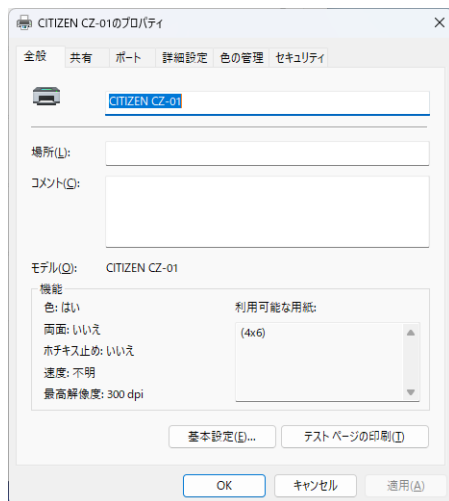 CITIZEN CZ-01のプロパティ
全般 共有 ポート 詳細設定 色の管理 セキュリティ
CITIZEN CZ-01
場所(L):
コメント(C):
モデル(O): CITIZEN CZ-01
機能
色: はい 利用可能な用紙:
両面: いいえ (4x6)
ホチキス止め: いいえ
速度: 不明
最高解像度: 300 dpi
基本設定(E)... テスト ページの印刷(T)
OK キャンセル 適用(A)